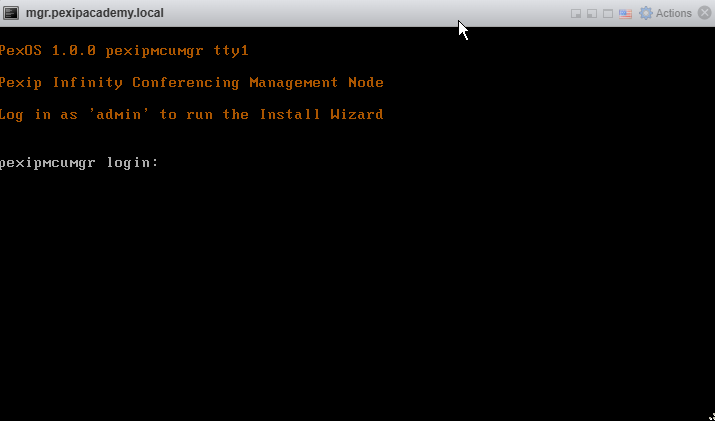 mgr.pexipacademy.local
Actions
PexOS 1.0.0 pexipmcumgr tty1
Pexip Infinity Conferencing Management Node
Log in as 'admin' to run the Install Wizard
pexipmcumgr login: